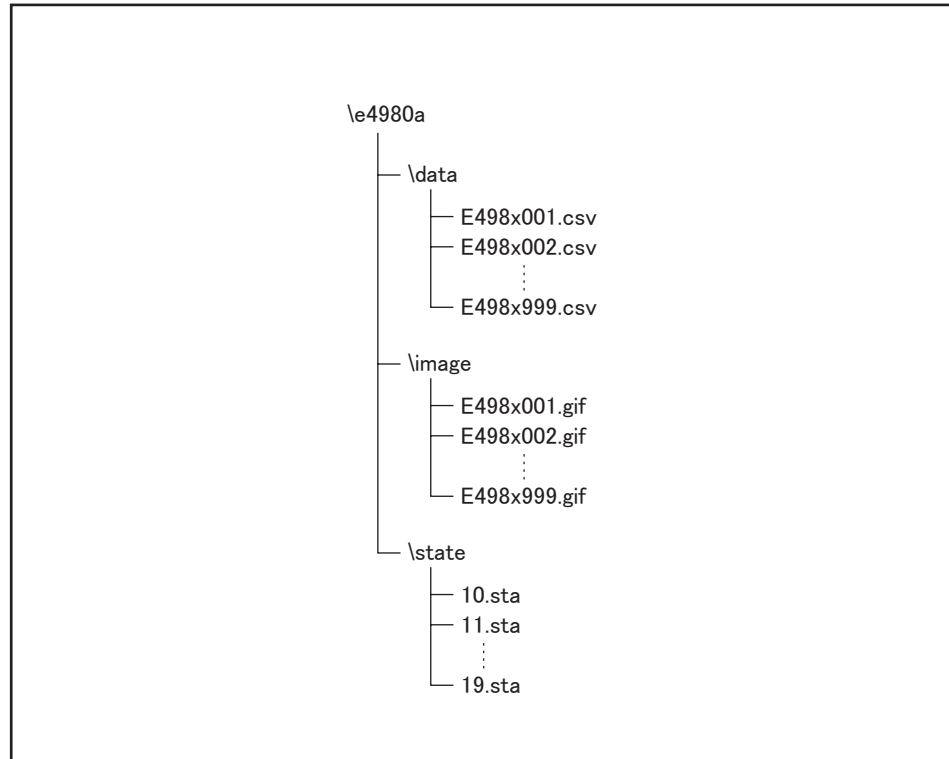 \e4980a
\data
E498x001.csv
E498x002.csv
E498x999.csv
\image
E498x001.gif
E498x002.gif
E498x999.gif
\state
10.sta
11.sta
19.sta